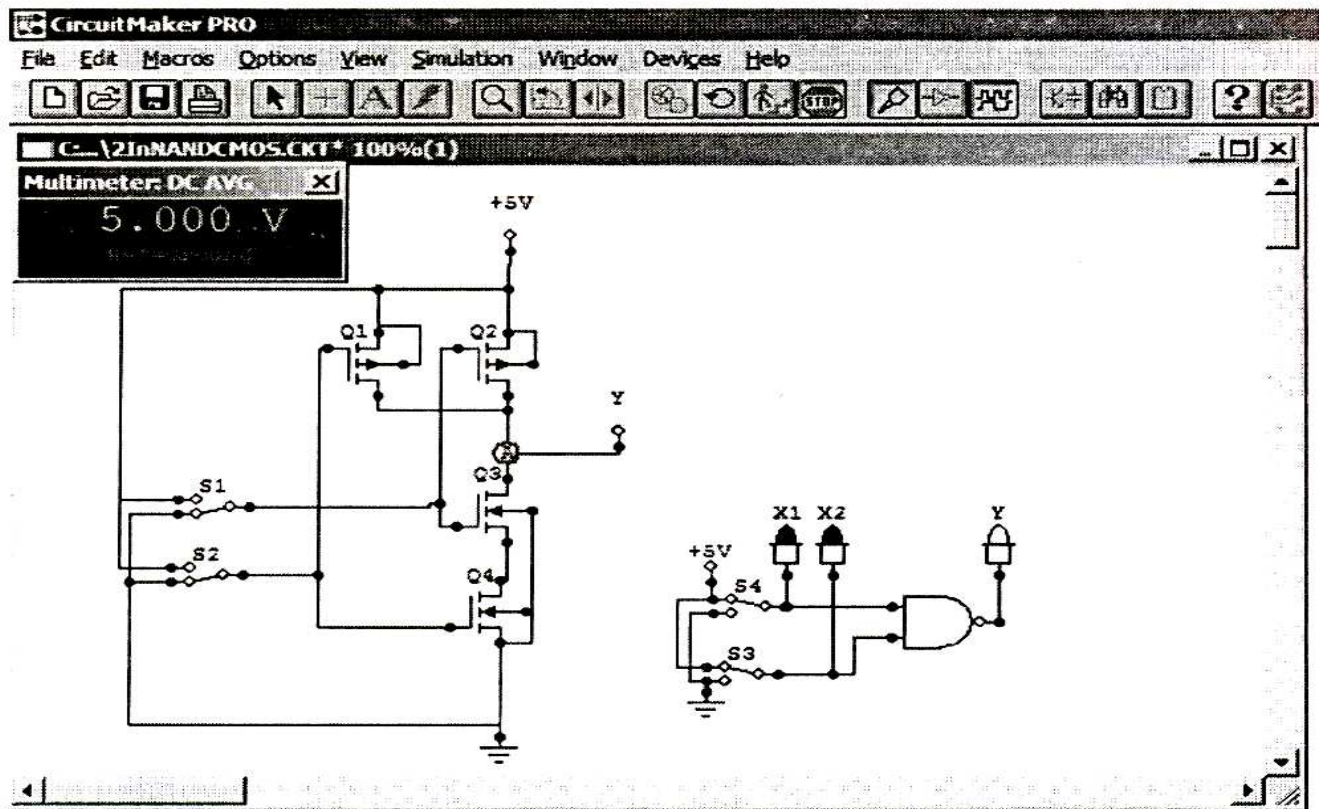 CircuitMaker PRO
File Edit Macros Options View Simulation Window Devices Help
STOP
?
C:...\2InNANDCMOS.CKT* 100%(1)
Multimeter: DC AVG
5.000 V
+5V
Q1 Q2
Y
Q3
S1
X1 X2 Y
S2
+5V
Q4
S4
S3